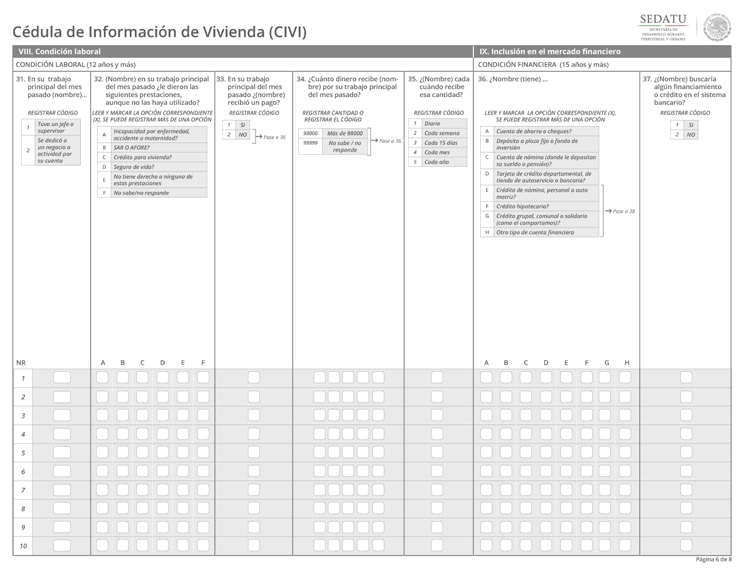 Cédula de Información de Vivienda (CIVI)
SEDATU
SECRETARÍA DE
DESARROLLO AGRARIO,
TERRITORIAL Y URBANO
VIII. Condición laboral
IX. Inclusión en el mercado financiero
CONDICIÓN LABORAL (12 años y más)
CONDICIÓN FINANCIERA (15 años y más)
31. En su trabajo
principal del mes
pasado (nombre)...
REGISTRAR CÓDIGO
1 Tuvo un jefe o
supervisor
2 Se dedicó a
un negocio o
actividad por
su cuenta
32. (Nombre) en su trabajo principal
del mes pasado ¿le dieron las
siguientes prestaciones,
aunque no las haya utilizado?
LEER Y MARCAR LA OPCIÓN CORRESPONDIENTE
(X), SE PUEDE REGISTRAR MÁS DE UNA OPCIÓN
A Incapacidad por enfermedad,
accidente o maternidad?
B SAR O AFORE?
C Crédito para vivienda?
D Seguro de vida?
E No tiene derecho a ninguna de
estas prestaciones
F No sabe/no responde
33. En su trabajo
principal del mes
pasado ¿(nombre)
recibió un pago?
REGISTRAR CÓDIGO
1 SI
2 NO
Pase a 36
34. ¿Cuánto dinero recibe (nom-
bre) por su trabajo principal
del mes pasado?
REGISTRAR CANTIDAD O
REGISTRAR EL CÓDIGO
98000 Más de 98000
99999 No sabe / no
responde
Pase a 36
35. ¿(Nombre) cada
cuándo recibe
esa cantidad?
REGISTRAR CÓDIGO
1 Diario
2 Cada semana
3 Cada 15 días
4 Cada mes
5 Cada año
36. ¿Nombre (tiene) ...
LEER Y MARCAR LA OPCIÓN CORRESPONDIENTE (X),
SE PUEDE REGISTRAR MÁS DE UNA OPCIÓN
A Cuenta de ahorro o cheques?
B Depósito a plazo fijo o fondo de
inversión
C Cuenta de nómina (donde le depositan
su sueldo o pensión)?
D Tarjeta de crédito departamental, de
tienda de autoservicio o bancaria?
E Crédito de nómina, personal o auto
motriz?
F Crédito hipotecario?
G Crédito grupal, comunal o solidario
(como el compartamos)?
H Otro tipo de cuenta financiera
Pase a 38
37. ¿(Nombre) buscaría
algún financiamiento
o crédito en el sistema
bancario?
REGISTRAR CÓDIGO
1 SI
2 NO
NR A B C D E F A B C D E F G H
1
2
3
4
5
6
7
8
9
10
Página 6 de 8